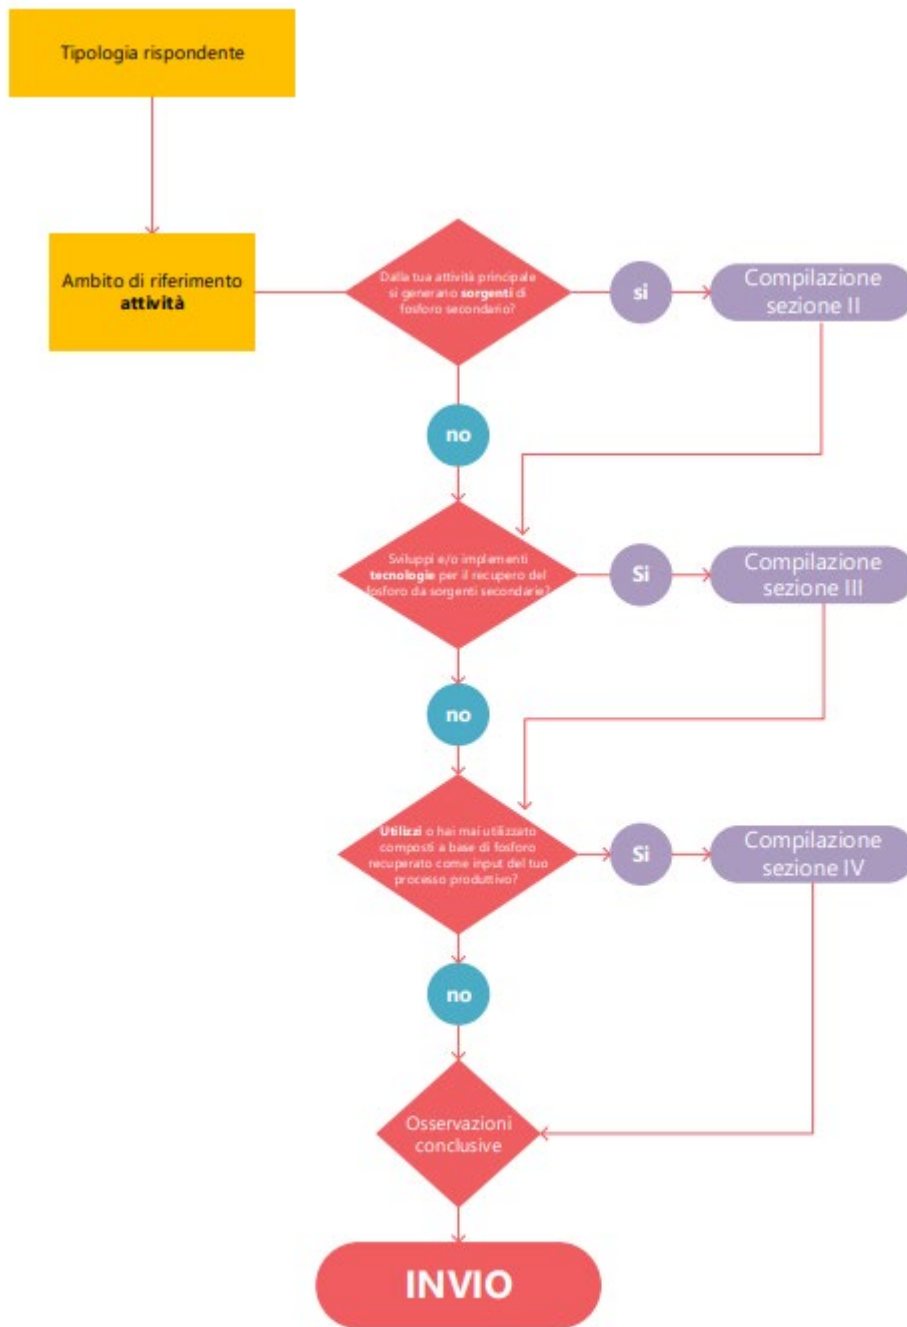 Tipologia rispondente
Ambito di riferimento
attività
Dalla tua attività principale
si generano sorgenti di
fosforo secondario?
si
Compilazione
sezione II
no
Sviluppi e/o implementi
tecnologie per il recupero del
fosforo da sorgenti secondarie?
Si
Compilazione
sezione III
no
Utilizzi o hai mai utilizzato
composti a base di fosforo
recuperato come input del tuo
processo produttivo?
Si
Compilazione
sezione IV
no
Osservazioni
conclusive
INVIO